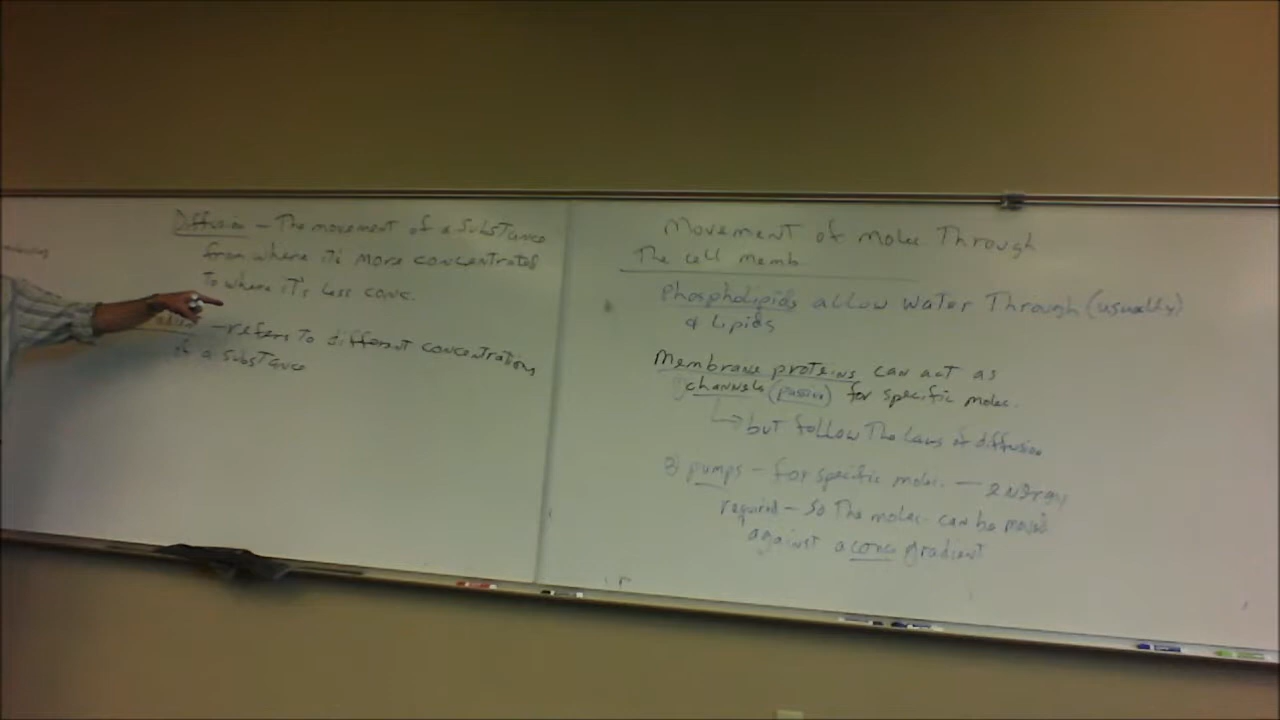 Diffusion - The movement of a substance
from where it's more concentrated
to where it's less conc.
- refers to different concentrations
of a substance
Movement of molec Through
The cell memb
Phospholipids allow water Through (usually)
& lipids
Membrane proteins can act as
channels (passive) for specific molec.
→ but follow The laws of diffusion
pumps - for specific molec. - energy
required - so The molec can be moved
against a conc gradient